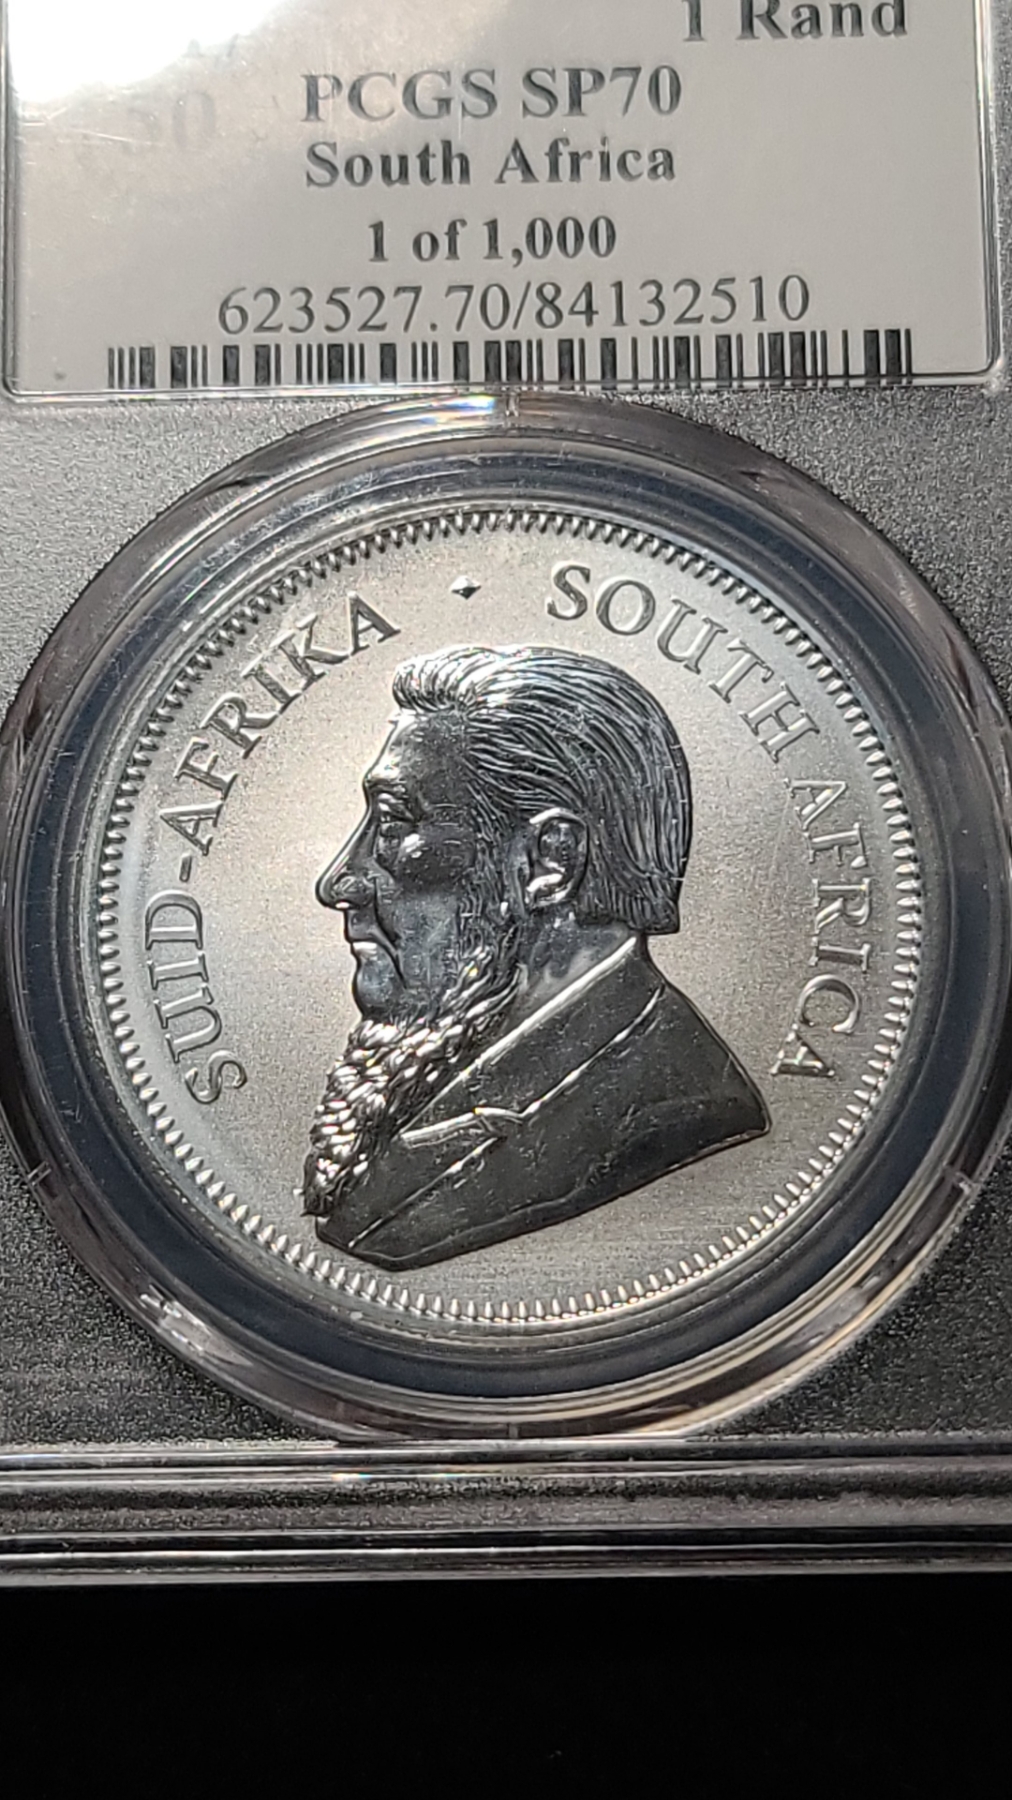 1 Rand
PCGS SP70
South Africa
1 of 1,000
623527.70/84132510
SUID-AFRIKA · SOUTH AFRICA